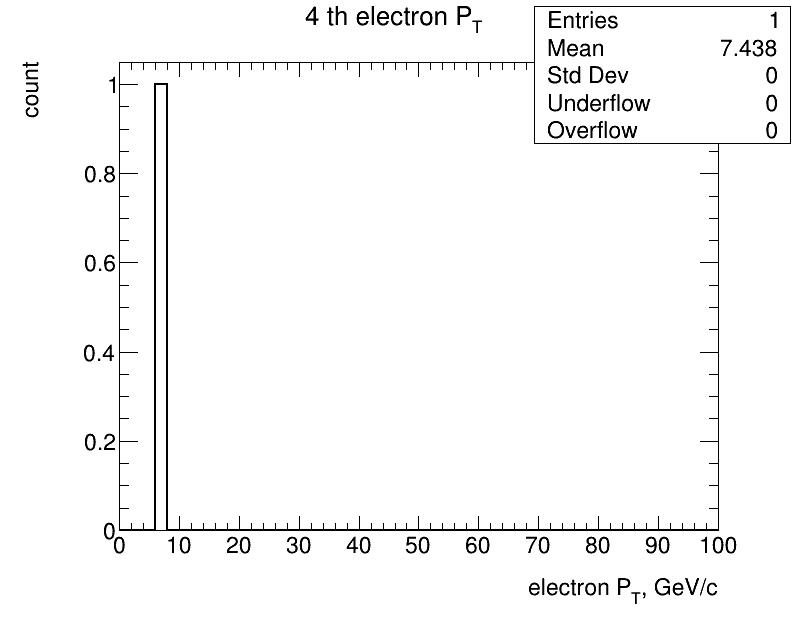 4 th electron P_T
Entries 1
Mean 7.438
Std Dev 0
Underflow 0
Overflow 0
count
1
0.8
0.6
0.4
0.2
0
0 10 20 30 40 50 60 70 80 90 100
electron P_T, GeV/c